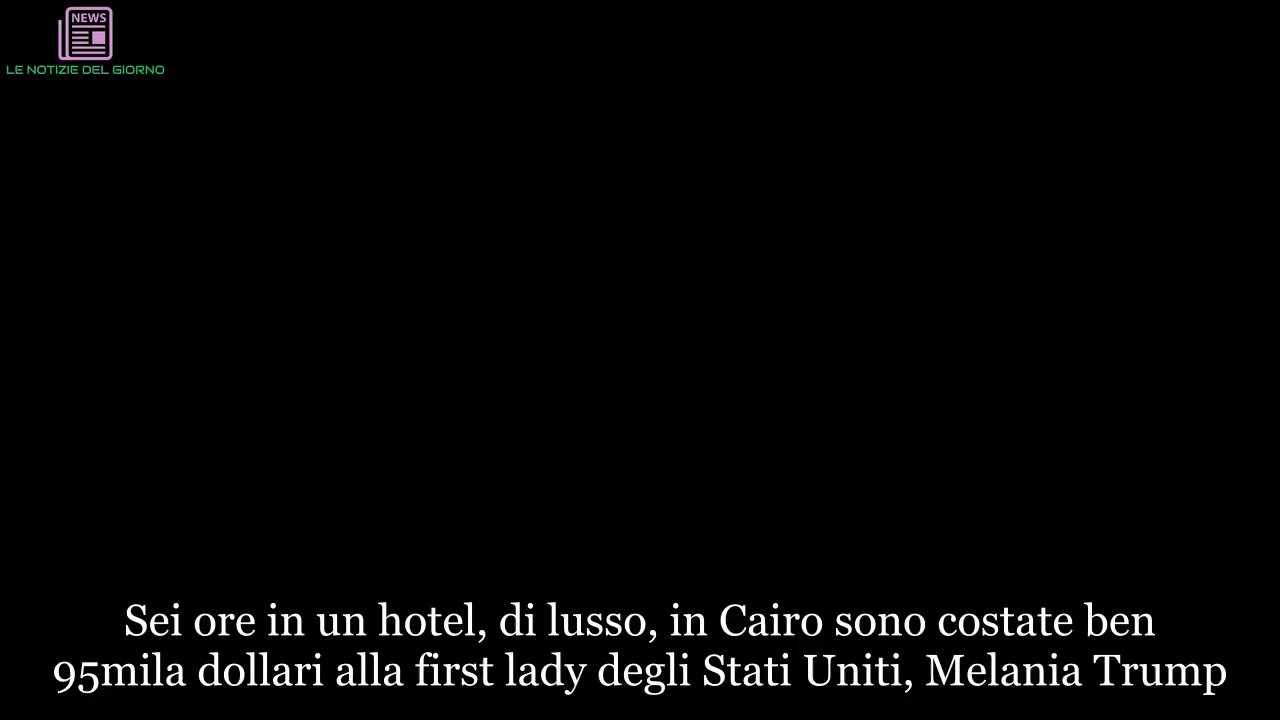 NEWS
LE NOTIZIE DEL GIORNO
Sei ore in un hotel, di lusso, in Cairo sono costate ben
95mila dollari alla first lady degli Stati Uniti, Melania Trump